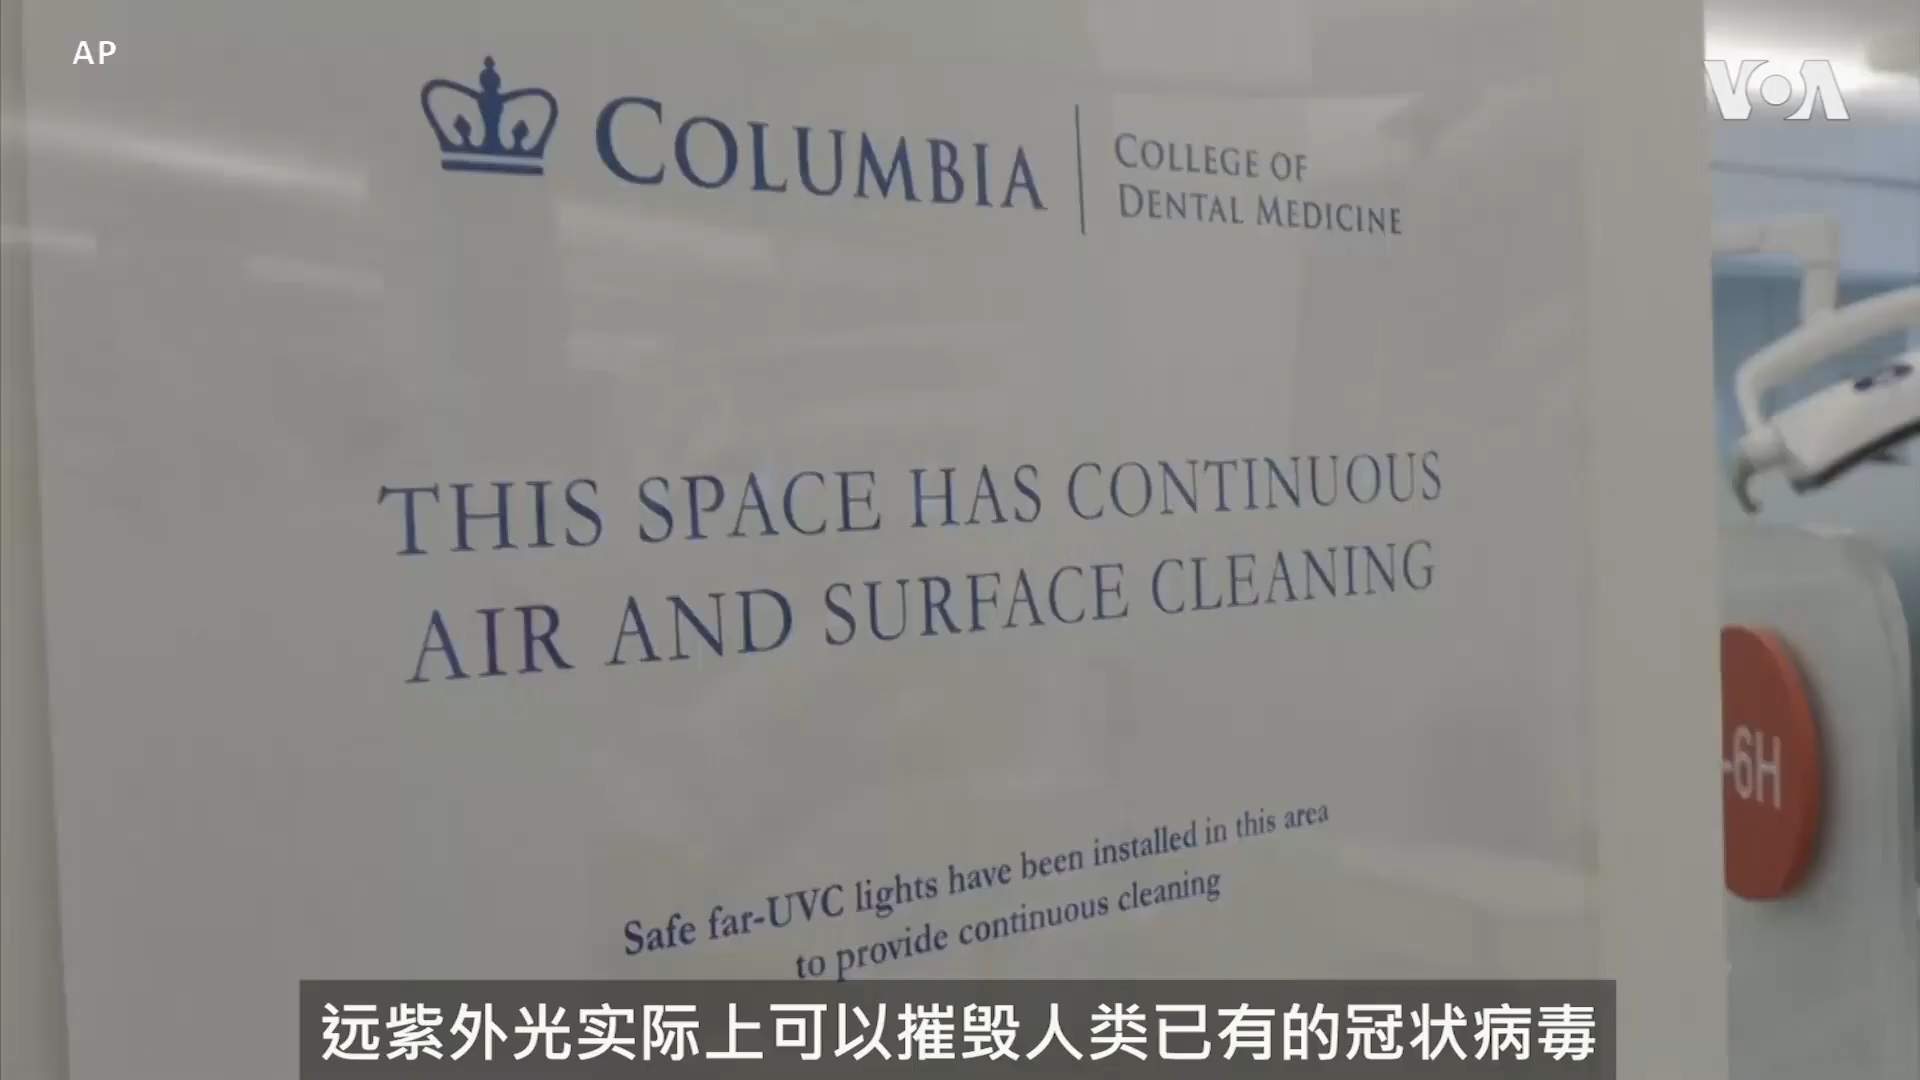 AP
VOA
COLUMBIA
COLLEGE OF
DENTAL MEDICINE
THIS SPACE HAS CONTINUOUS
AIR AND SURFACE CLEANING
-6H
Safe far-UVC lights have been installed in this area
to provide continuous cleaning
远紫外光实际上可以摧毁人类已有的冠状病毒